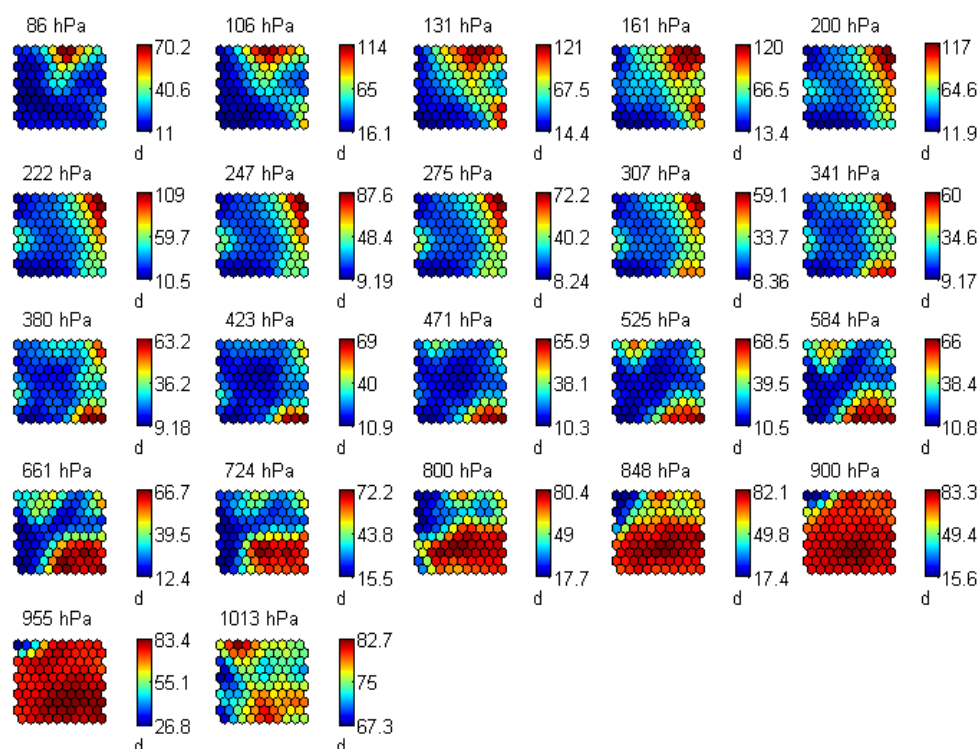 86 hPa 106 hPa 131 hPa 161 hPa 200 hPa
70.2 114 121 120 117
40.6 65 67.5 66.5 64.6
11 16.1 14.4 13.4 11.9
d d d d d
222 hPa 247 hPa 275 hPa 307 hPa 341 hPa
109 87.6 72.2 59.1 60
59.7 48.4 40.2 33.7 34.6
10.5 9.19 8.24 8.36 9.17
d d d d d
380 hPa 423 hPa 471 hPa 525 hPa 584 hPa
63.2 69 65.9 68.5 66
36.2 40 38.1 39.5 38.4
9.18 10.9 10.3 10.5 10.8
d d d d d
661 hPa 724 hPa 800 hPa 848 hPa 900 hPa
66.7 72.2 80.4 82.1 83.3
39.5 43.8 49 49.8 49.4
12.4 15.5 17.7 17.4 15.6
d d d d d
955 hPa 1013 hPa
83.4 82.7
55.1 75
26.8 67.3
d d